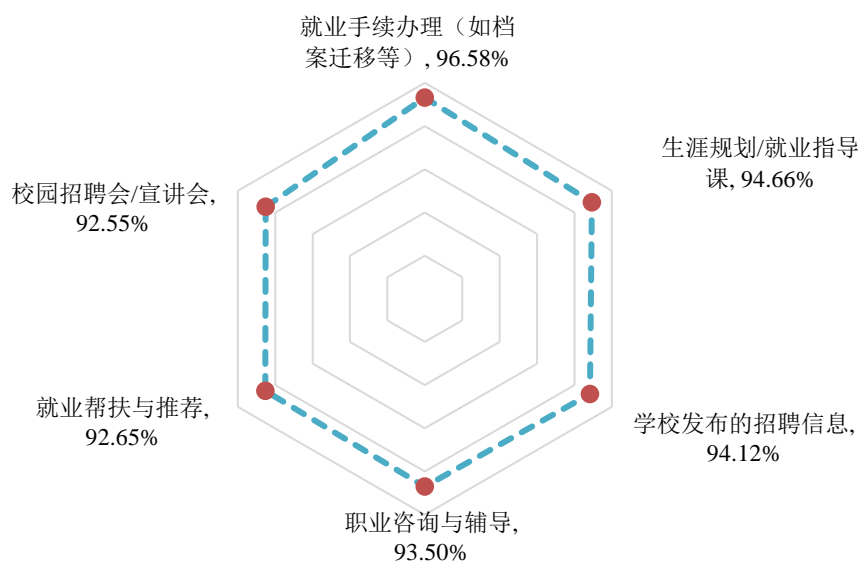 就业手续办理（如档
案迁移等）, 96.58%
生涯规划/就业指导
课, 94.66%
学校发布的招聘信息,
94.12%
职业咨询与辅导,
93.50%
就业帮扶与推荐,
92.65%
校园招聘会/宣讲会,
92.55%